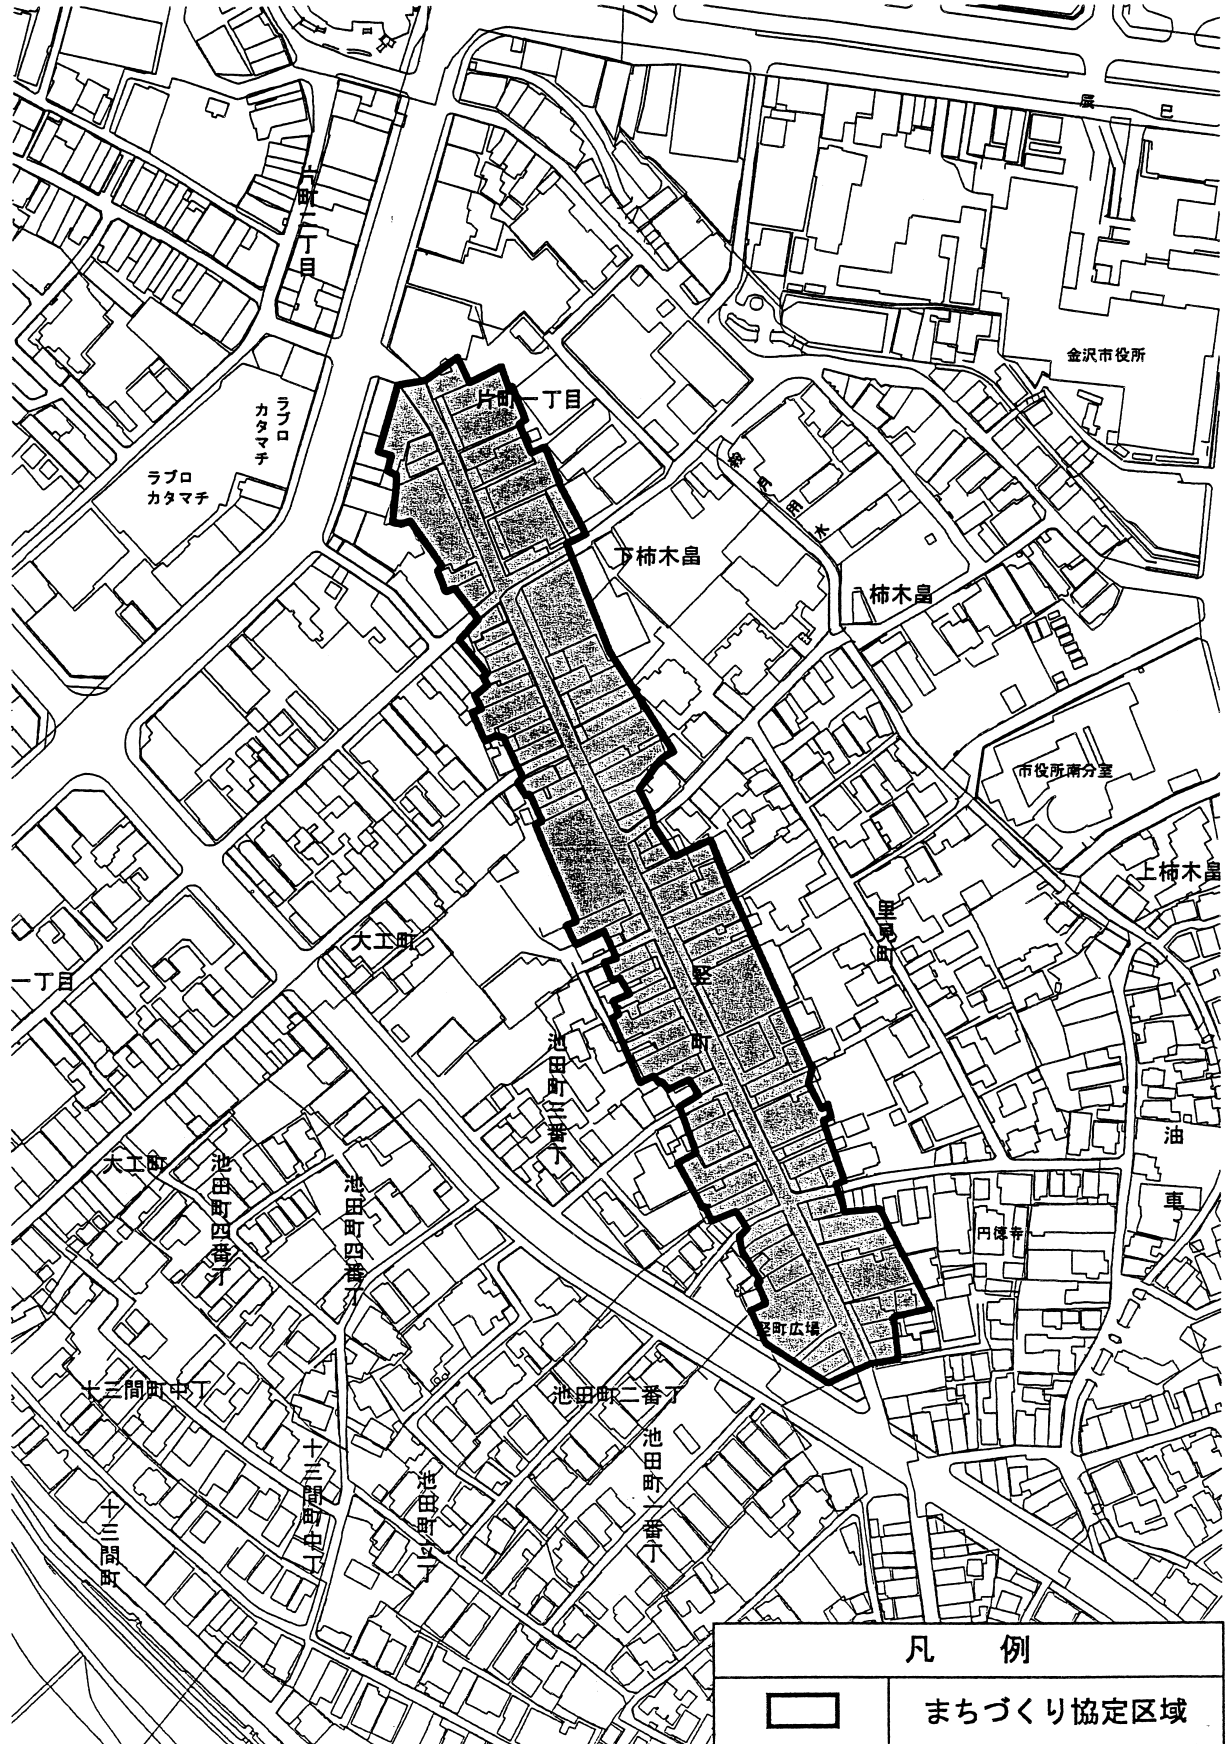 辰巳
片町二丁目
金沢市役所
片町一丁目
ラブロ
カタマチ
ラブロ
カタマチ
鞍月用水
下柿木畠
柿木畠
市役所南分室
上柿木畠
里見町
大工町
一丁目
竪町
池田町三番丁
油車
大工町
池田町四番丁
池田町四番丁
円徳寺
竪町広場
十三間町中丁
池田町二番丁
池田町一番丁
十三間町中丁
十三間町
凡例
まちづくり協定区域